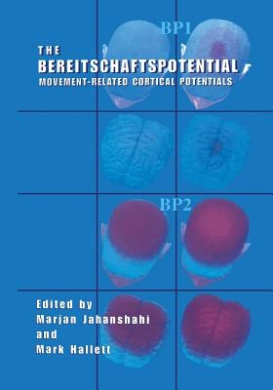 BP1
THE
BEREITSCHAFTSPOTENTIAL
MOVEMENT-RELATED CORTICAL POTENTIALS
BP2
Edited by
Marjan Jahanshahi
and
Mark Hallett